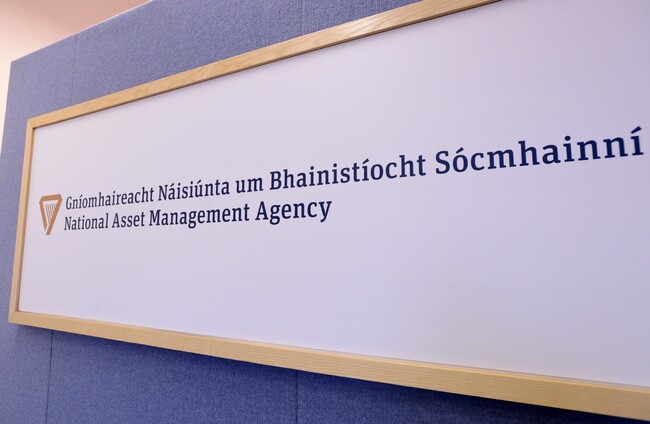 Gníomhaireacht Náisiúnta um Bhainistíocht Sócmhainní
National Asset Management Agency